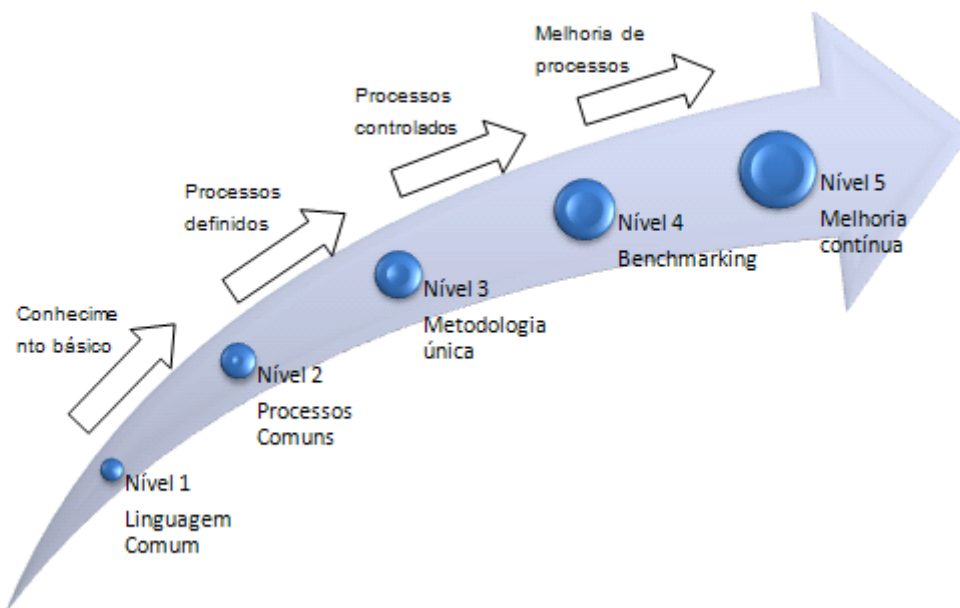 Melhoria de
processos
Processos
controlados
Processos
definidos
Conhecime
nto básico
Nível 5
Melhoria
contínua
Nível 4
Benchmarking
Nível 3
Metodologia
única
Nível 2
Processos
Comuns
Nível 1
Linguagem
Comum